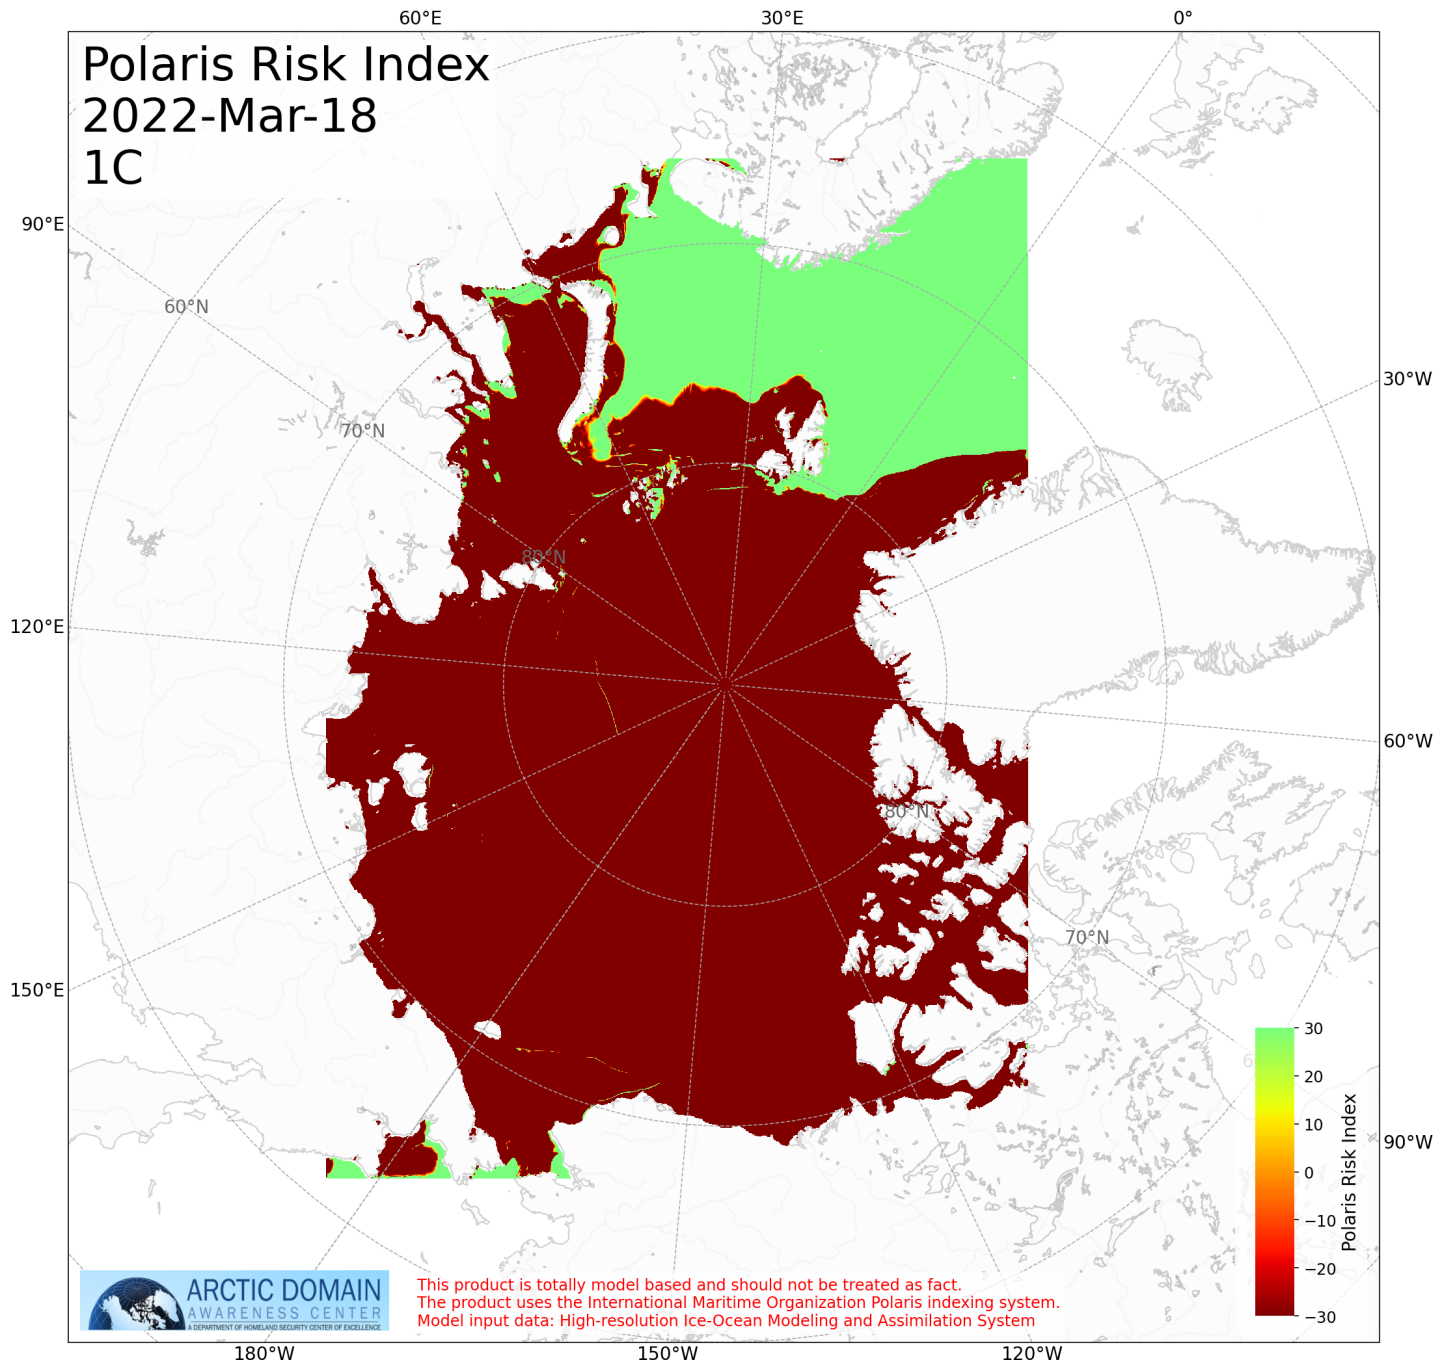 60°E 30°E 0°
Polaris Risk Index
2022-Mar-18
1C
90°E
60°N
30°W
70°N
80°N
120°E
60°W
80°N
70°N
150°E
30
20
10
0
−10
−20
−30
Polaris Risk Index
90°W
ARCTIC DOMAIN
AWARENESS CENTER
A DEPARTMENT OF HOMELAND SECURITY CENTER OF EXCELLENCE
This product is totally model based and should not be treated as fact.
The product uses the International Maritime Organization Polaris indexing system.
Model input data: High-resolution Ice-Ocean Modeling and Assimilation System
180°W 150°W 120°W